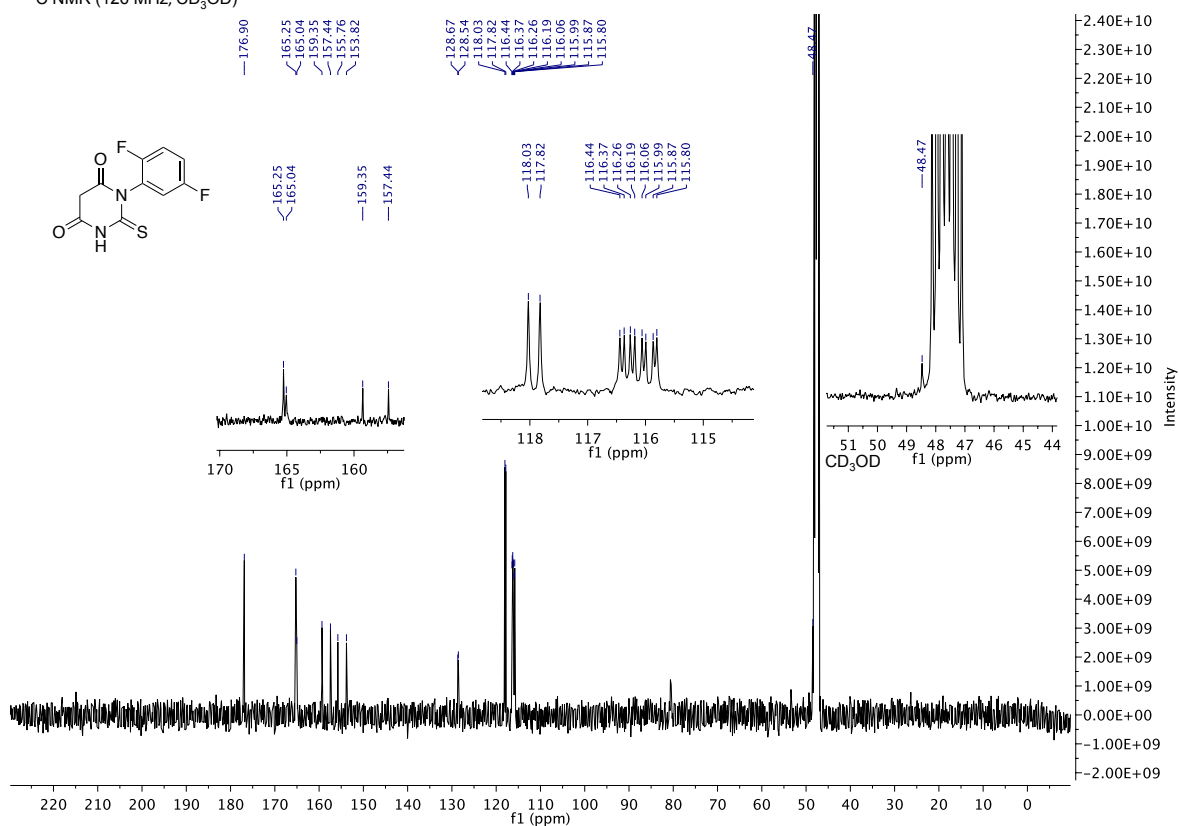 C NMR (126 MHz, CD3OD)
176.90
165.25
165.04
159.35
157.44
155.76
153.82
128.67
128.54
118.03
117.82
116.44
116.37
116.26
116.19
116.06
115.99
115.87
115.80
48.47
165.25
165.04
159.35
157.44
118.03
117.82
116.44
116.37
116.26
116.19
116.06
115.99
115.87
115.80
48.47
F
O
N
F
O
NH
S
170 165 160
f1 (ppm)
118 117 116 115
f1 (ppm)
51 50 49 48 47 46 45 44
CD3OD f1 (ppm)
2.40E+10
2.30E+10
2.20E+10
2.10E+10
2.00E+10
1.90E+10
1.80E+10
1.70E+10
1.60E+10
1.50E+10
1.40E+10
1.30E+10
1.20E+10
1.10E+10
1.00E+10
9.00E+09
8.00E+09
7.00E+09
6.00E+09
5.00E+09
4.00E+09
3.00E+09
2.00E+09
1.00E+09
0.00E+00
-1.00E+09
-2.00E+09
Intensity
220 210 200 190 180 170 160 150 140 130 120 110 100 90 80 70 60 50 40 30 20 10 0
f1 (ppm)